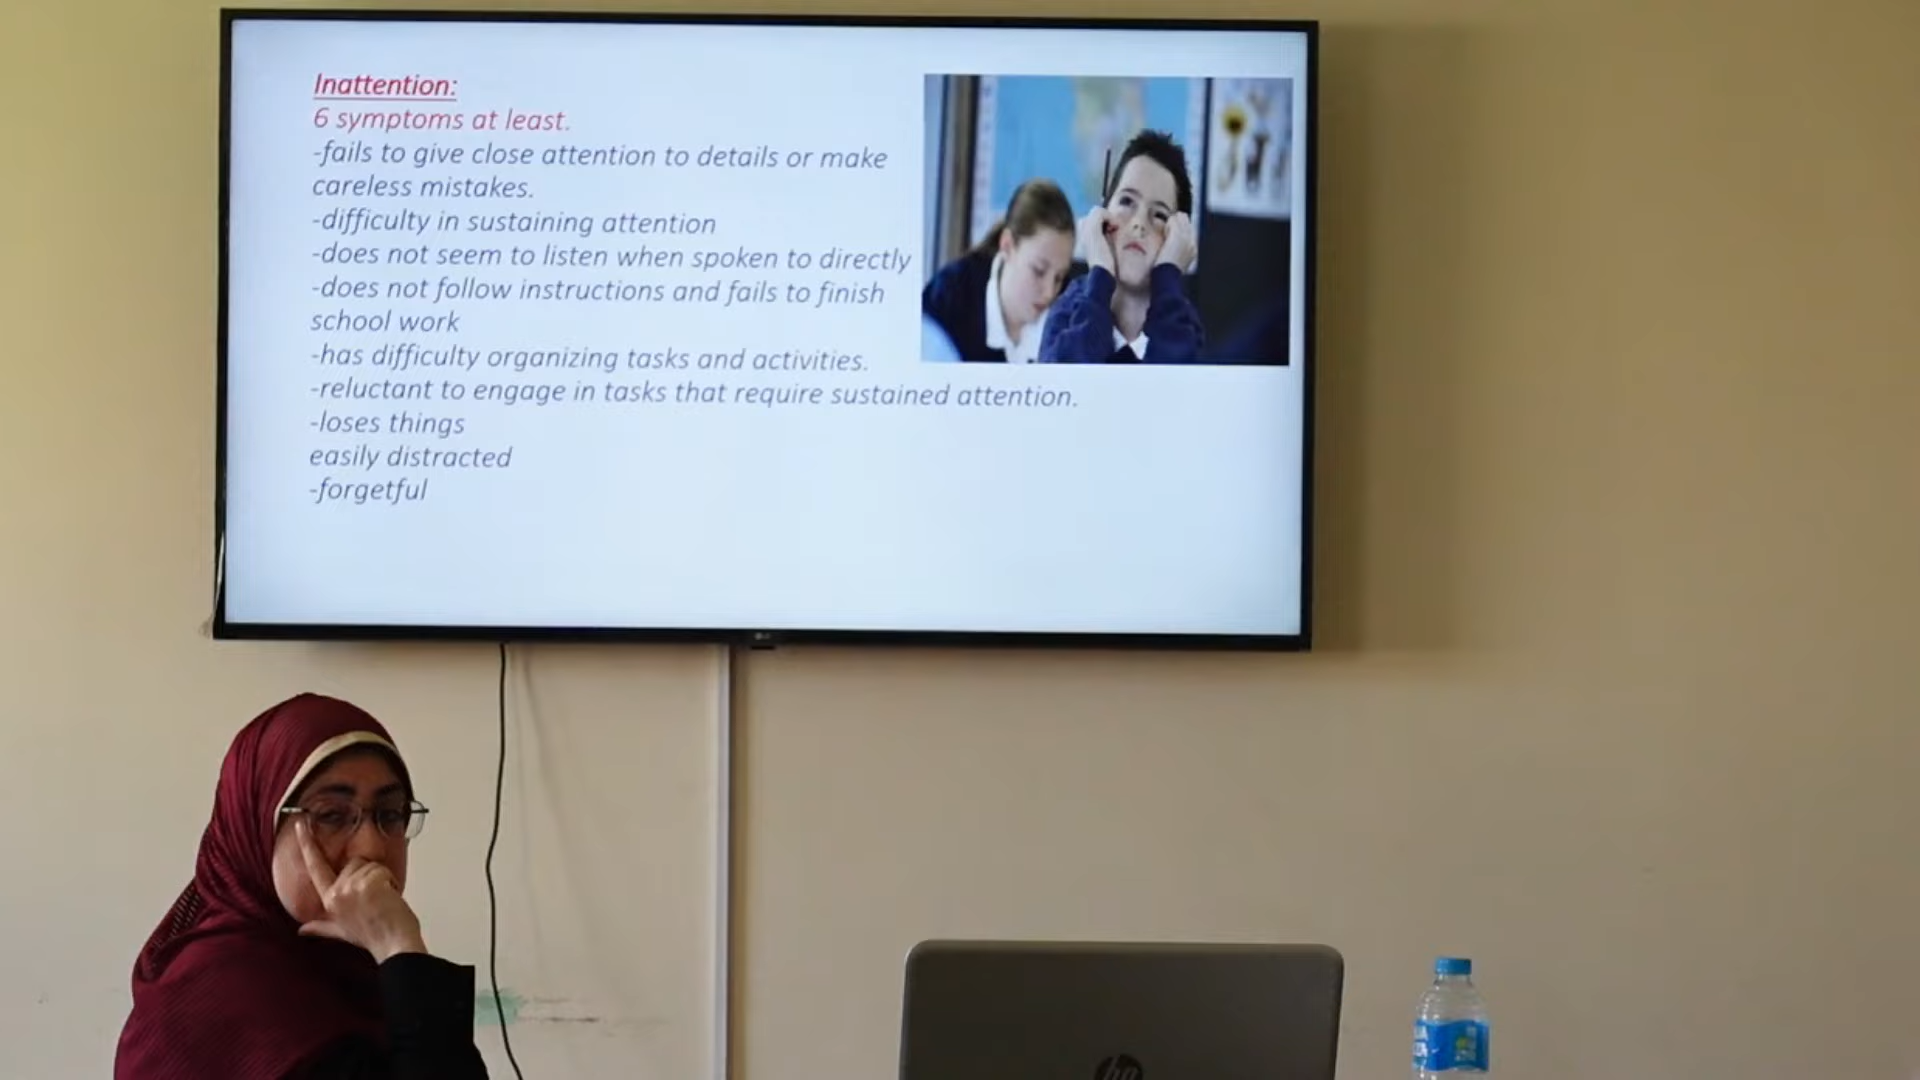 Inattention:
6 symptoms at least.
-fails to give close attention to details or make
careless mistakes.
-difficulty in sustaining attention
-does not seem to listen when spoken to directly
-does not follow instructions and fails to finish
school work
-has difficulty organizing tasks and activities.
-reluctant to engage in tasks that require sustained attention.
-loses things
easily distracted
-forgetful
LG
hp